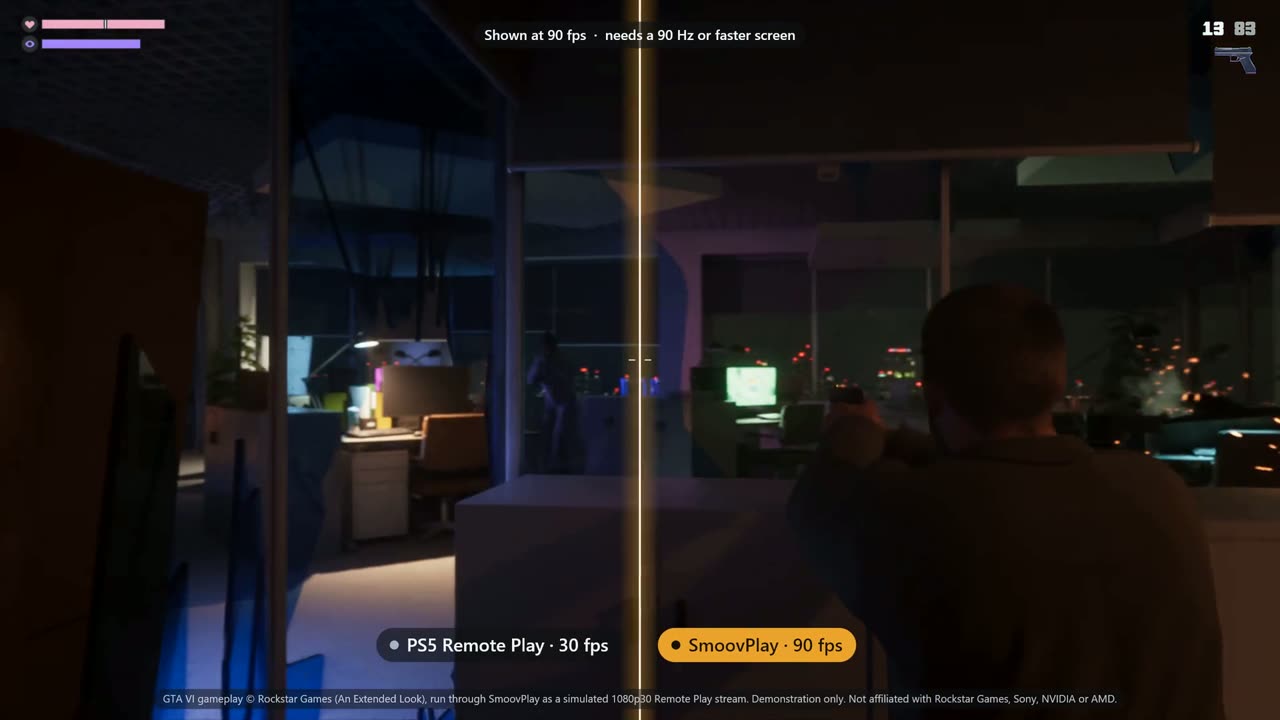 Shown at 90 fps · needs a 90 Hz or faster screen
13 83
PS5 Remote Play · 30 fps
SmoovPlay · 90 fps
GTA VI gameplay © Rockstar Games (An Extended Look), run through SmoovPlay as a simulated 1080p30 Remote Play stream. Demonstration only. Not affiliated with Rockstar Games, Sony, NVIDIA or AMD.